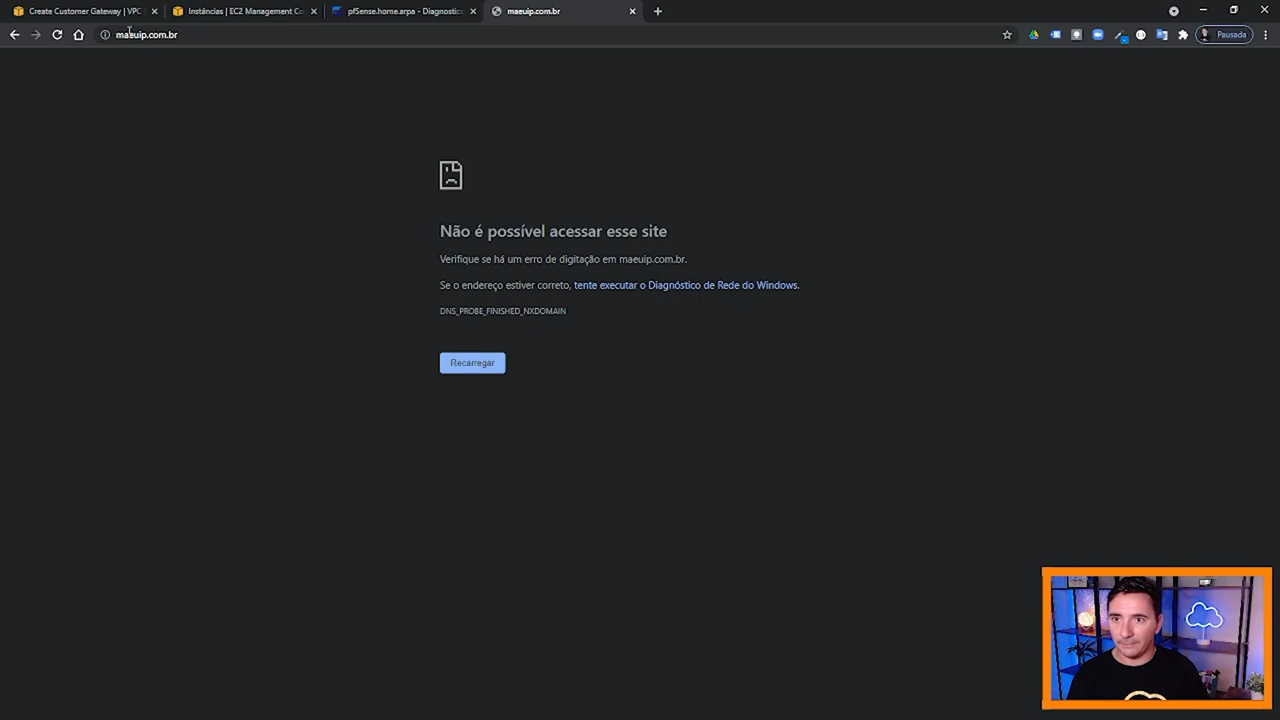 Create Customer Gateway | VPC
Instâncias | EC2 Management Co
pfSense.home.arpa - Diagnostics
maeuip.com.br
maeuip.com.br
Pausada
Não é possível acessar esse site
Verifique se há um erro de digitação em maeuip.com.br.
Se o endereço estiver correto, tente executar o Diagnóstico de Rede do Windows.
DNS_PROBE_FINISHED_NXDOMAIN
Recarregar